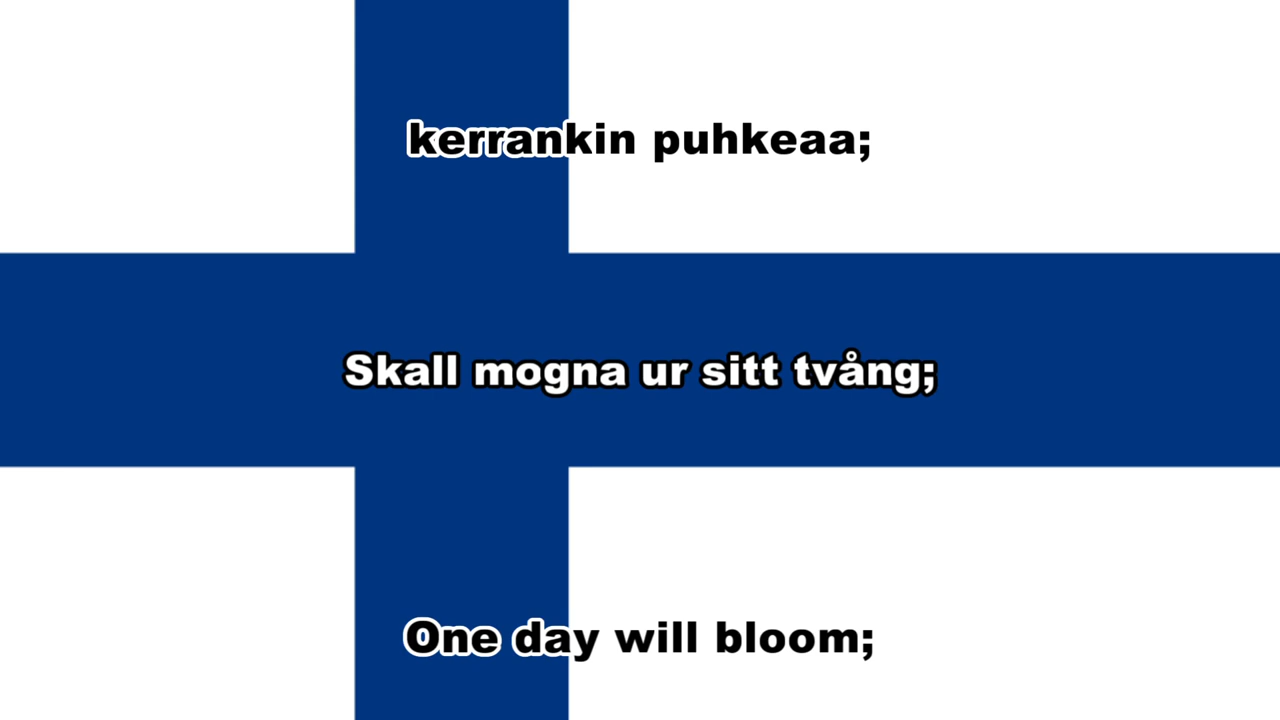 kerrankin puhkeaa;
Skall mogna ur sitt tvång;
One day will bloom;